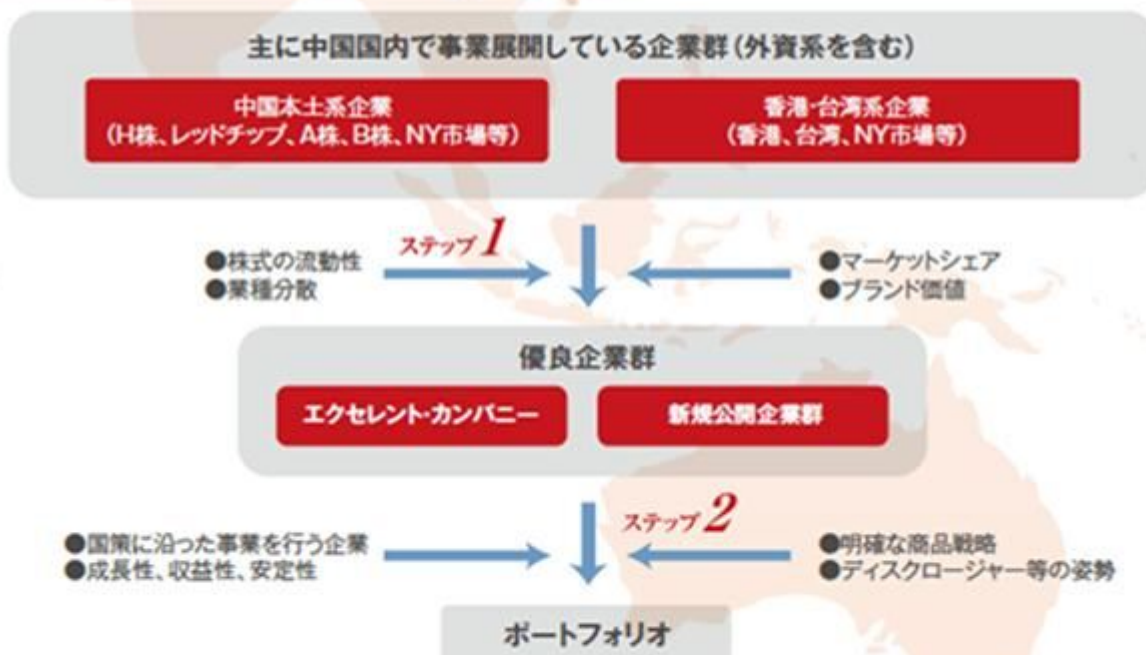 主に中国国内で事業展開している企業群(外資系を含む)
中国本土系企業
(H株、レッドチップ、A株、B株、NY市場等)
香港・台湾系企業
(香港、台湾、NY市場等)
ステップ1
●株式の流動性
●業種分散
●マーケットシェア
●ブランド価値
優良企業群
エクセレント・カンパニー
新規公開企業群
ステップ2
●国策に沿った事業を行う企業
●成長性、収益性、安定性
●明確な商品戦略
●ディスクロージャー等の姿勢
ポートフォリオ